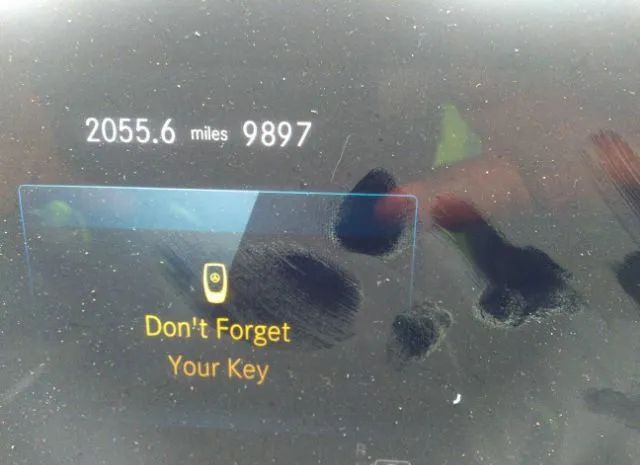 2055.6 miles 9897
Don't Forget
Your Key
R